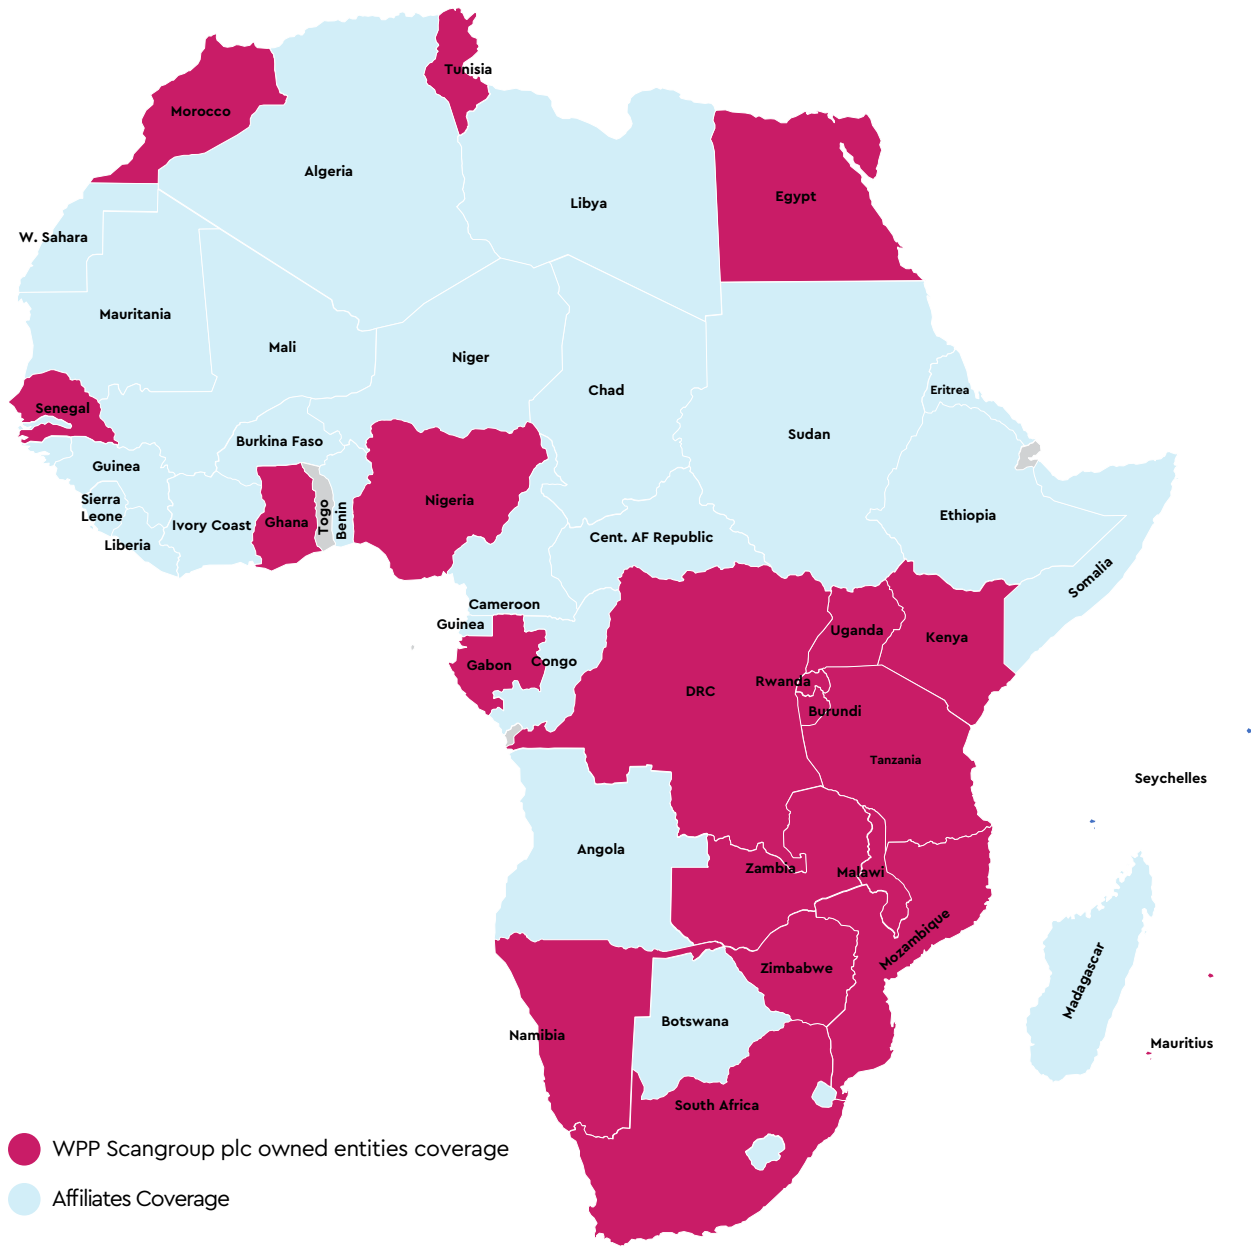 Tunisia
Morocco
Algeria
Egypt
Libya
W. Sahara
Mauritania
Mali
Niger
Chad
Eritrea
Senegal
Sudan
Burkina Faso
Guinea
Nigeria
Sierra
Leone
Ivory Coast
Ghana
Togo
Benin
Ethiopia
Cent. AF Republic
Liberia
Somalia
Cameroon
Guinea
Uganda
Kenya
Gabon
Congo
Rwanda
DRC
Burundi
Tanzania
Seychelles
Angola
Zambia
Malawi
Mozambique
Zimbabwe
Madagascar
Botswana
Namibia
Mauritius
South Africa
WPP Scangroup plc owned entities coverage
Affiliates Coverage